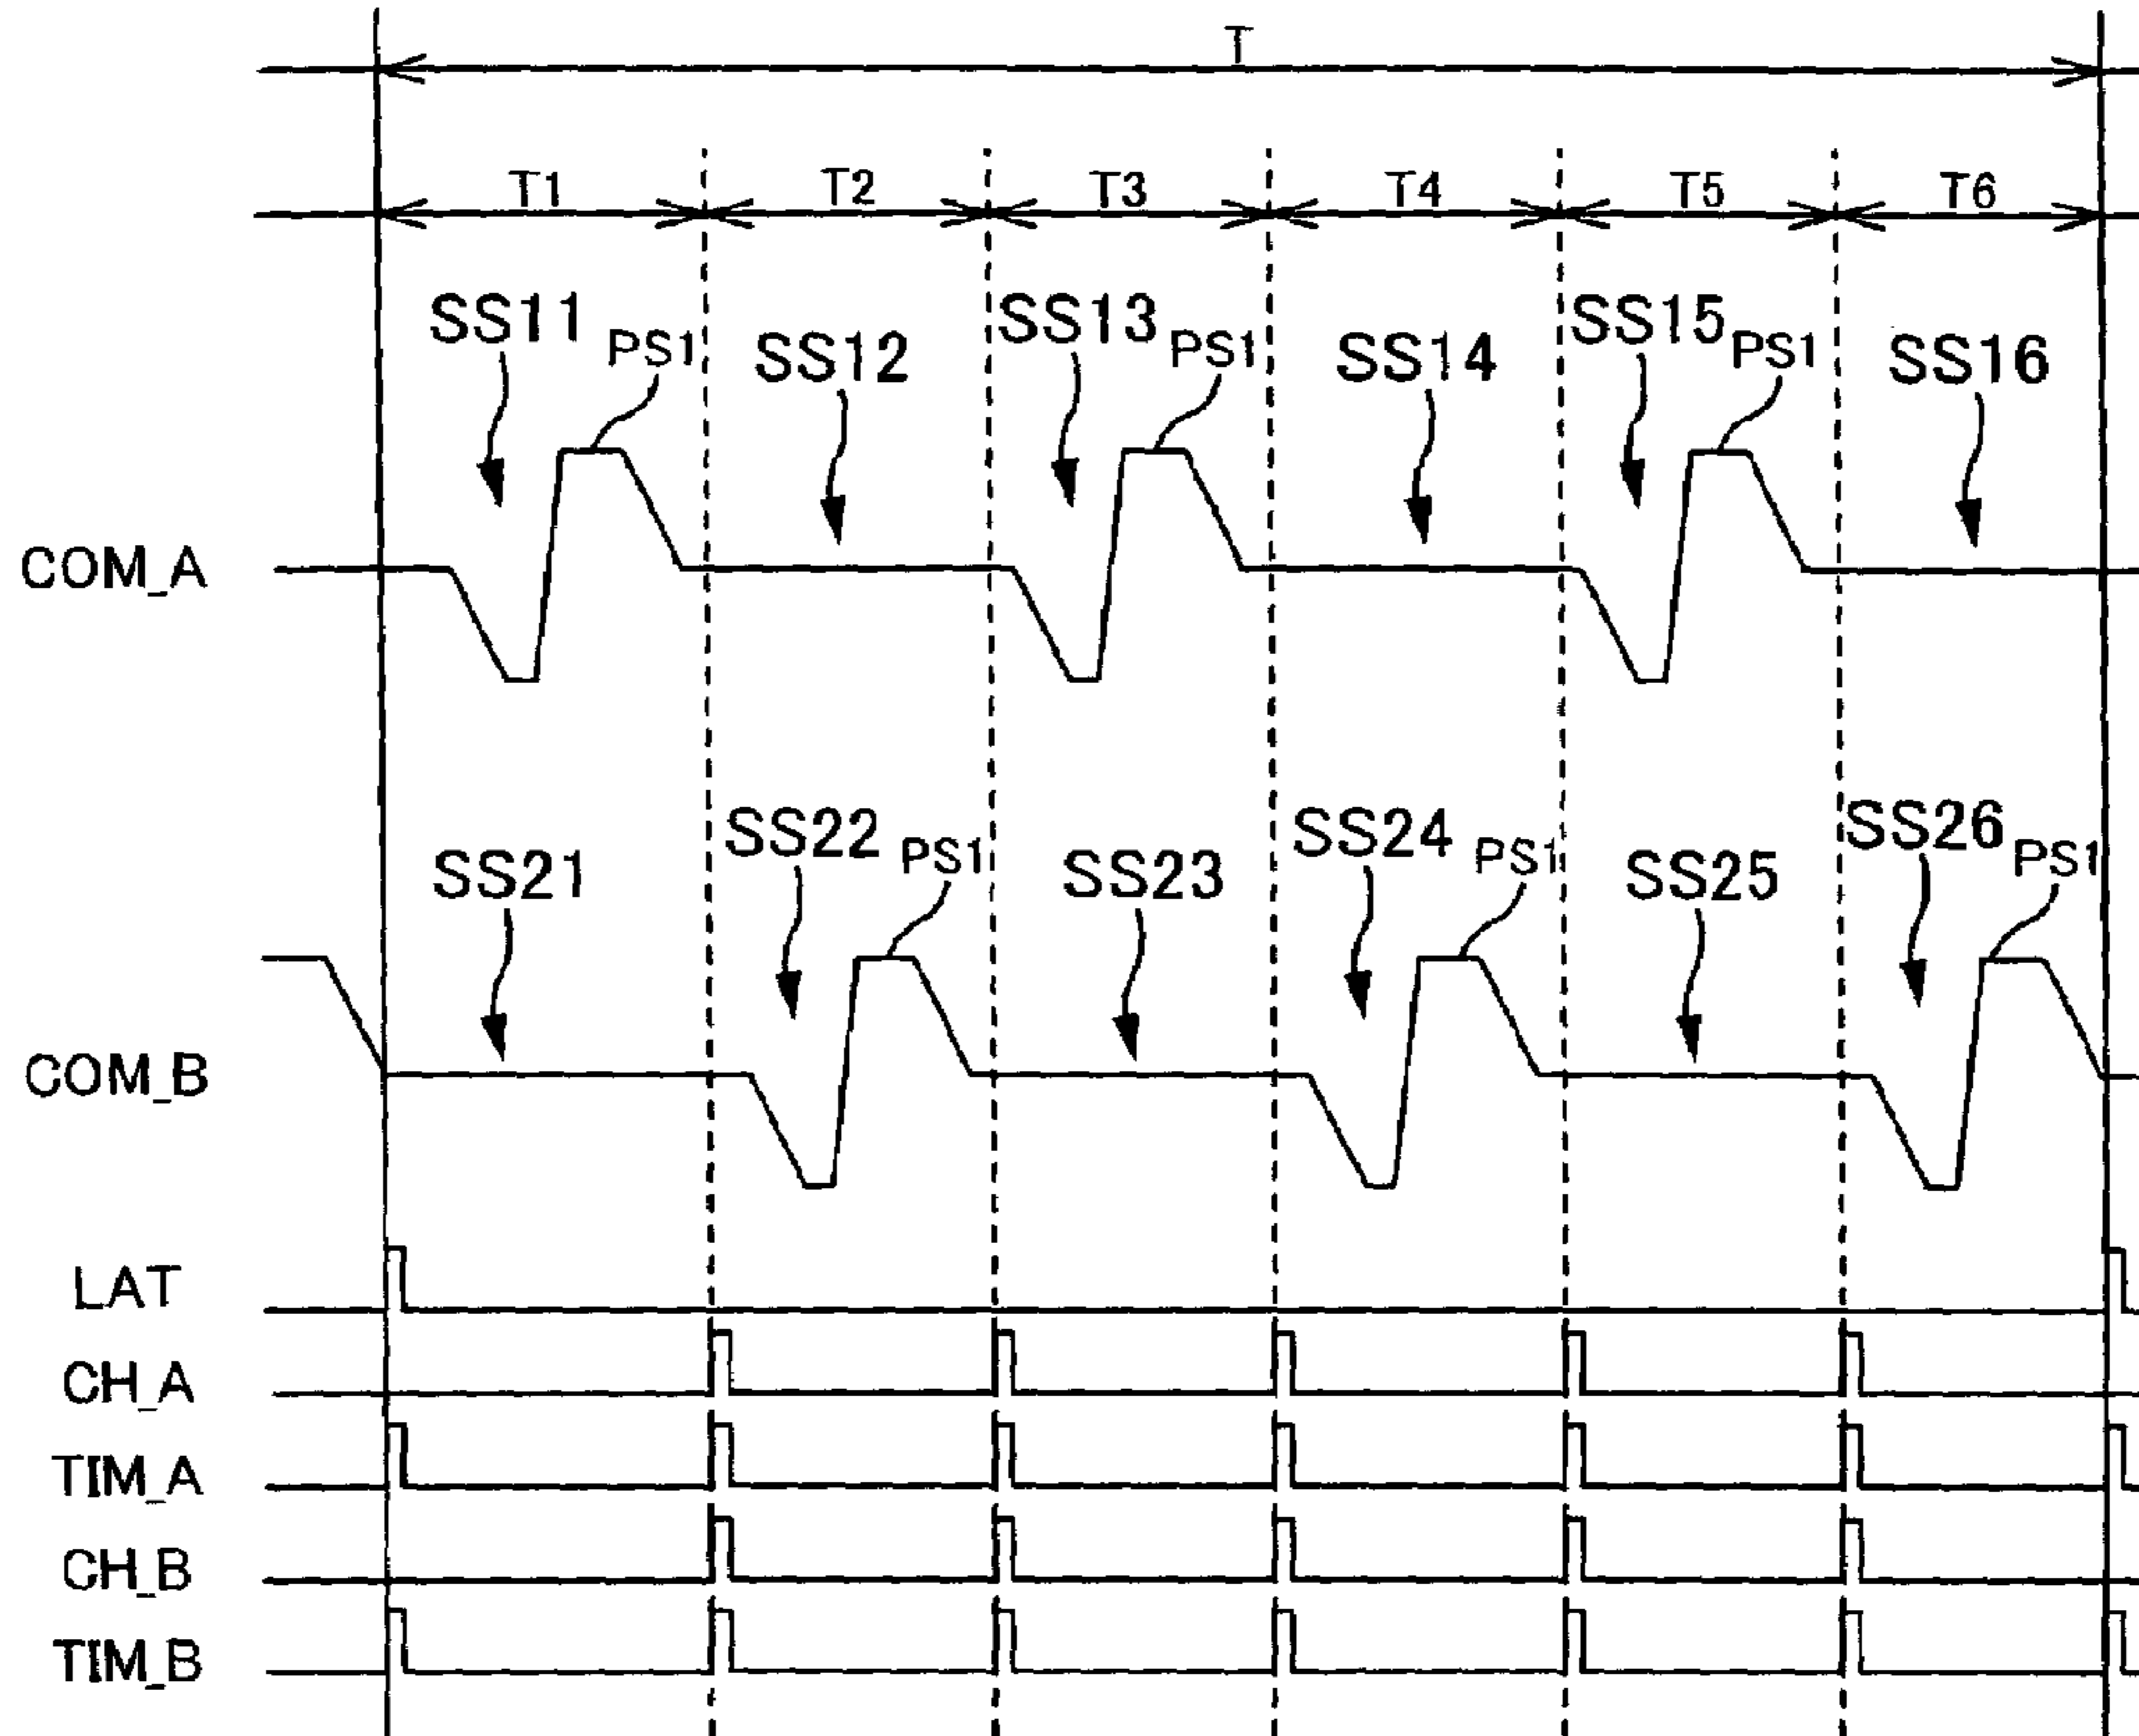 T
T1 T2 T3 T4 T5 T6
SS11 PS1 SS12 SS13 PS1 SS14 SS15 PS1 SS16
COM_A
SS21 SS22 PS1 SS23 SS24 PS1 SS25 SS26 PS1
COM_B
LAT
CH_A
TIM_A
CH_B
TIM_B